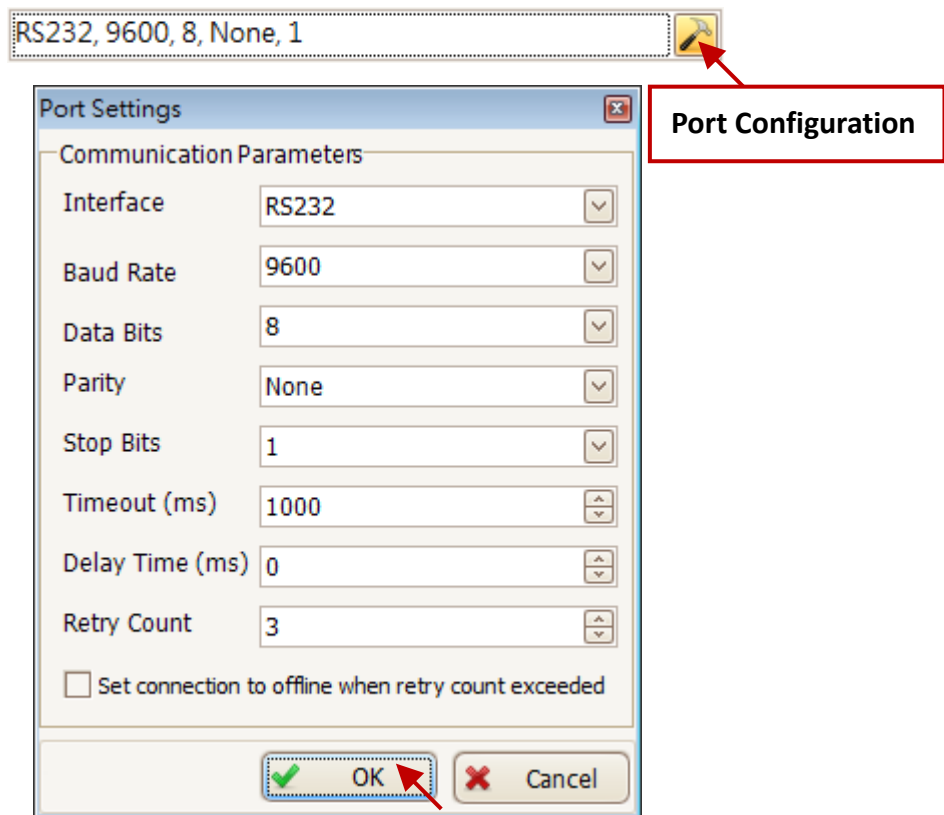 RS232, 9600, 8, None, 1
Port Configuration
Port Settings
Communication Parameters
Interface RS232
Baud Rate 9600
Data Bits 8
Parity None
Stop Bits 1
Timeout (ms) 1000
Delay Time (ms) 0
Retry Count 3
Set connection to offline when retry count exceeded
OK Cancel